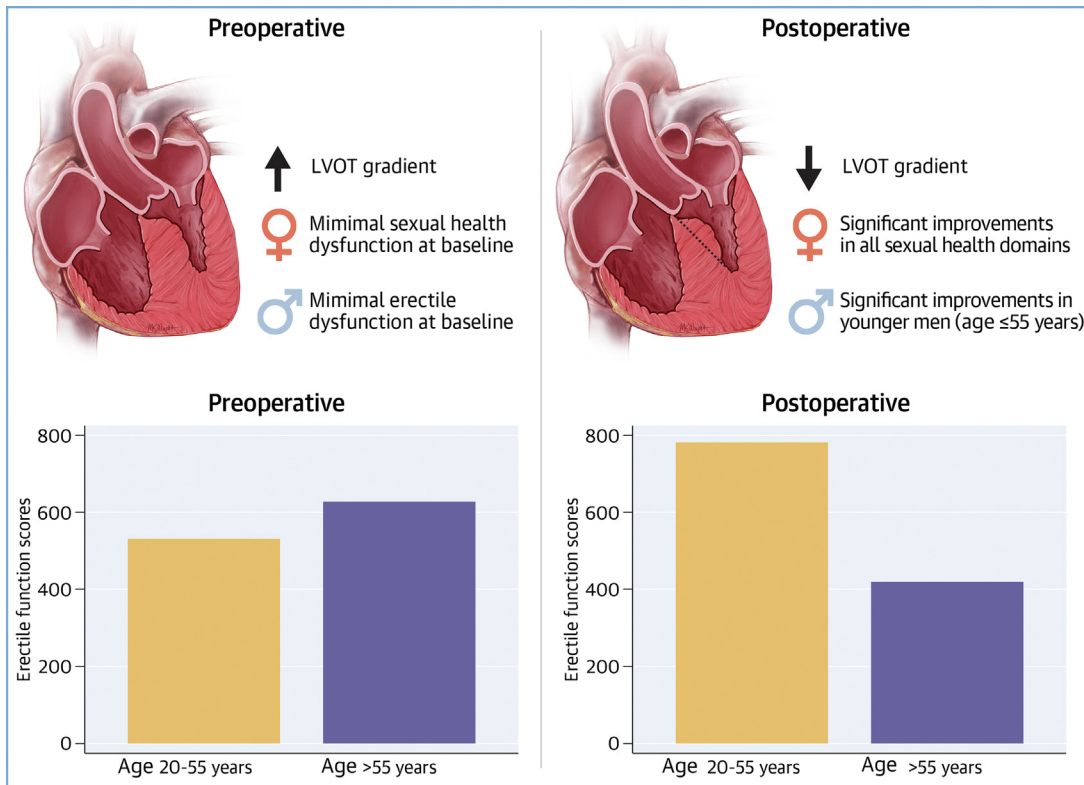 Preoperative
LVOT gradient
Mimimal sexual health
dysfunction at baseline
Mimimal erectile
dysfunction at baseline
Postoperative
LVOT gradient
Significant improvements
in all sexual health domains
Significant improvements in
younger men (age ≤55 years)
Preoperative
Erectile function scores
800
600
400
200
0
Age 20-55 years
Age >55 years
Postoperative
Erectile function scores
800
600
400
200
0
Age 20-55 years
Age >55 years